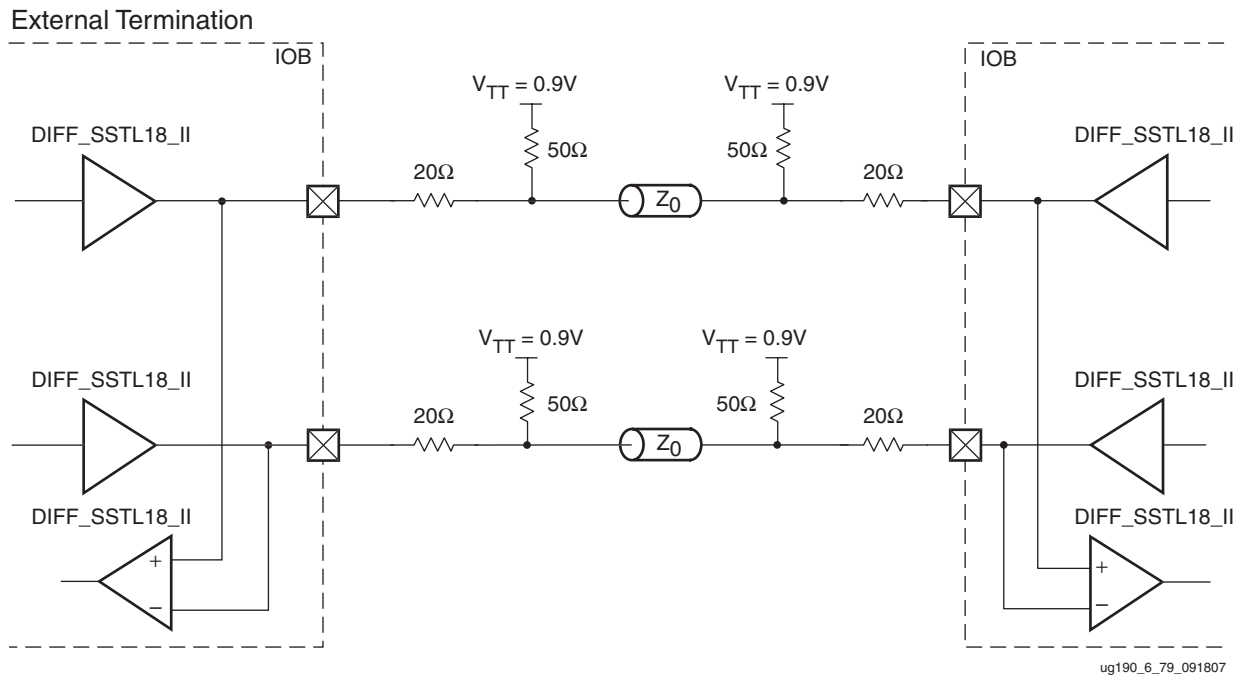 External Termination
IOB
IOB
V_TT = 0.9V
V_TT = 0.9V
DIFF_SSTL18_II
DIFF_SSTL18_II
50Ω
50Ω
20Ω
20Ω
Z_0
V_TT = 0.9V
V_TT = 0.9V
DIFF_SSTL18_II
DIFF_SSTL18_II
50Ω
50Ω
20Ω
20Ω
Z_0
DIFF_SSTL18_II
DIFF_SSTL18_II
+
–
+
–
ug190_6_79_091807